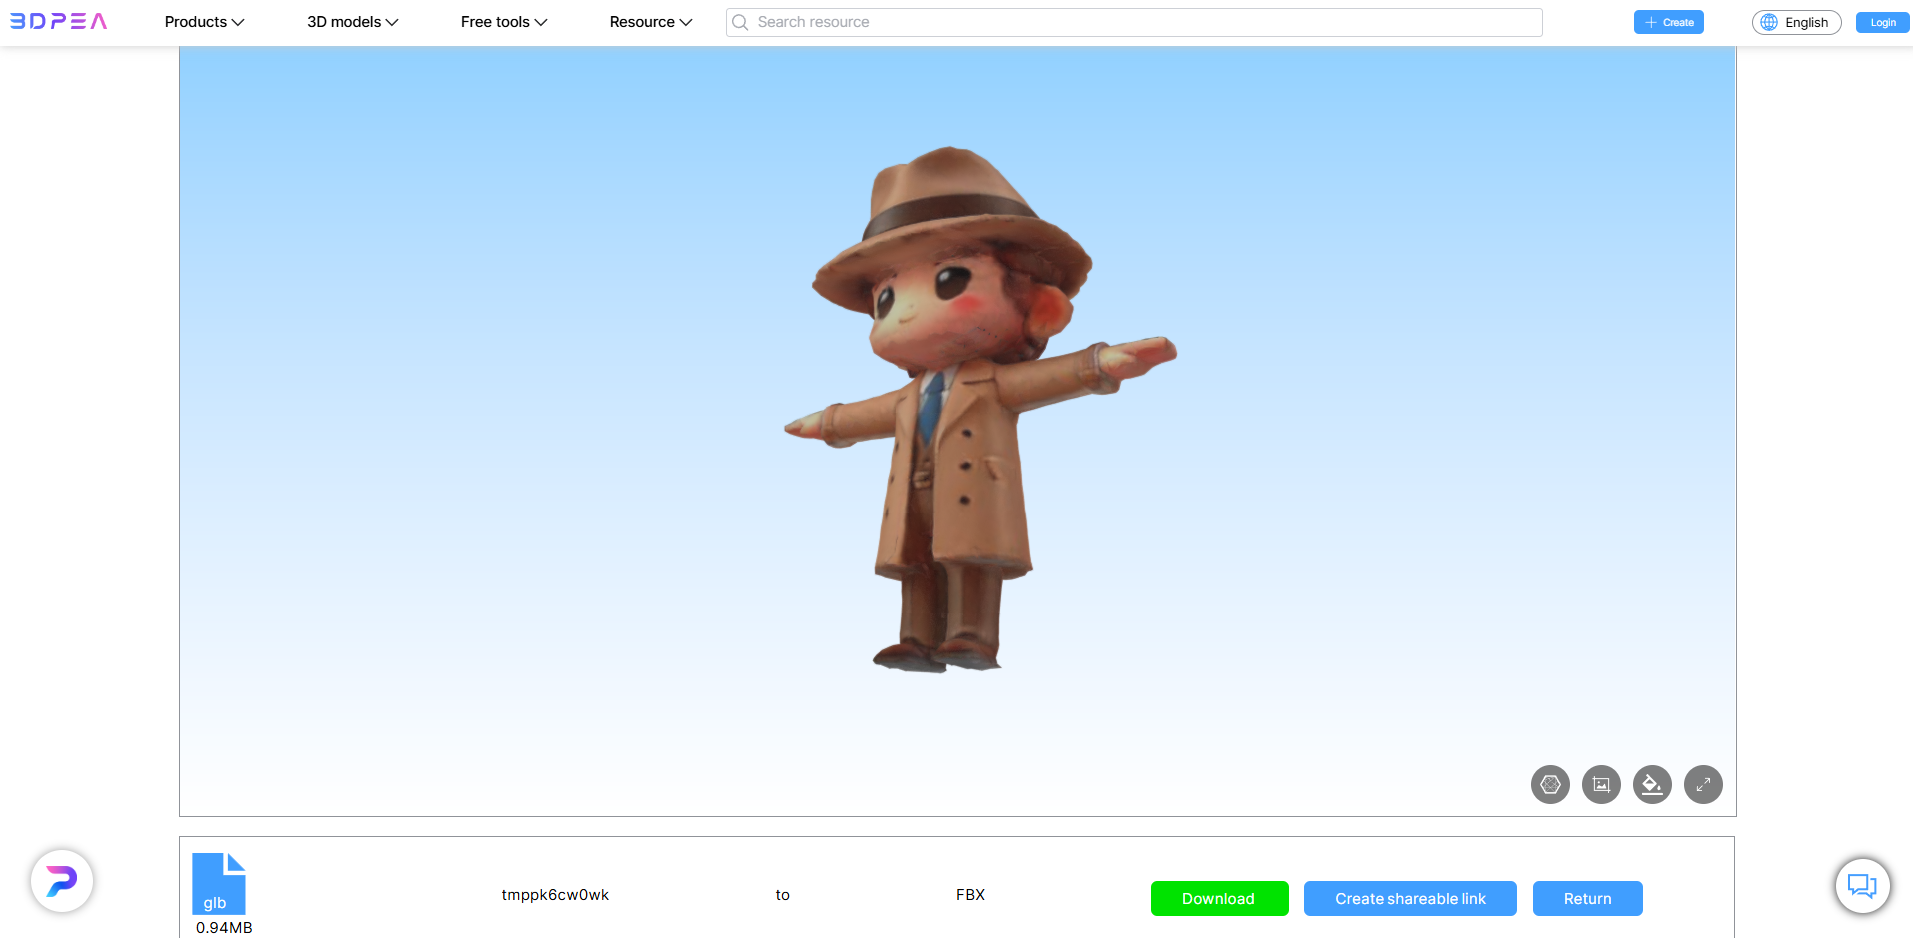 3DPEA
Products
3D models
Free tools
Resource
Search resource
Create
English
Login
glb
0.94MB
tmppk6cw0wk
to
FBX
Download
Create shareable link
Return